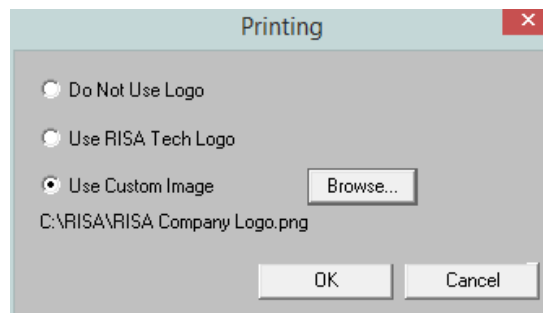 Printing
Do Not Use Logo
Use RISA Tech Logo
Use Custom Image Browse...
C:\RISA\RISA Company Logo.png
OK Cancel